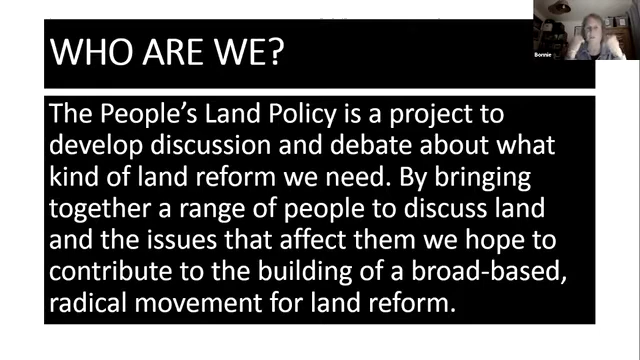 WHO ARE WE?
The People's Land Policy is a project to
develop discussion and debate about what
kind of land reform we need. By bringing
together a range of people to discuss land
and the issues that affect them we hope to
contribute to the building of a broad-based,
radical movement for land reform.
Bonnie